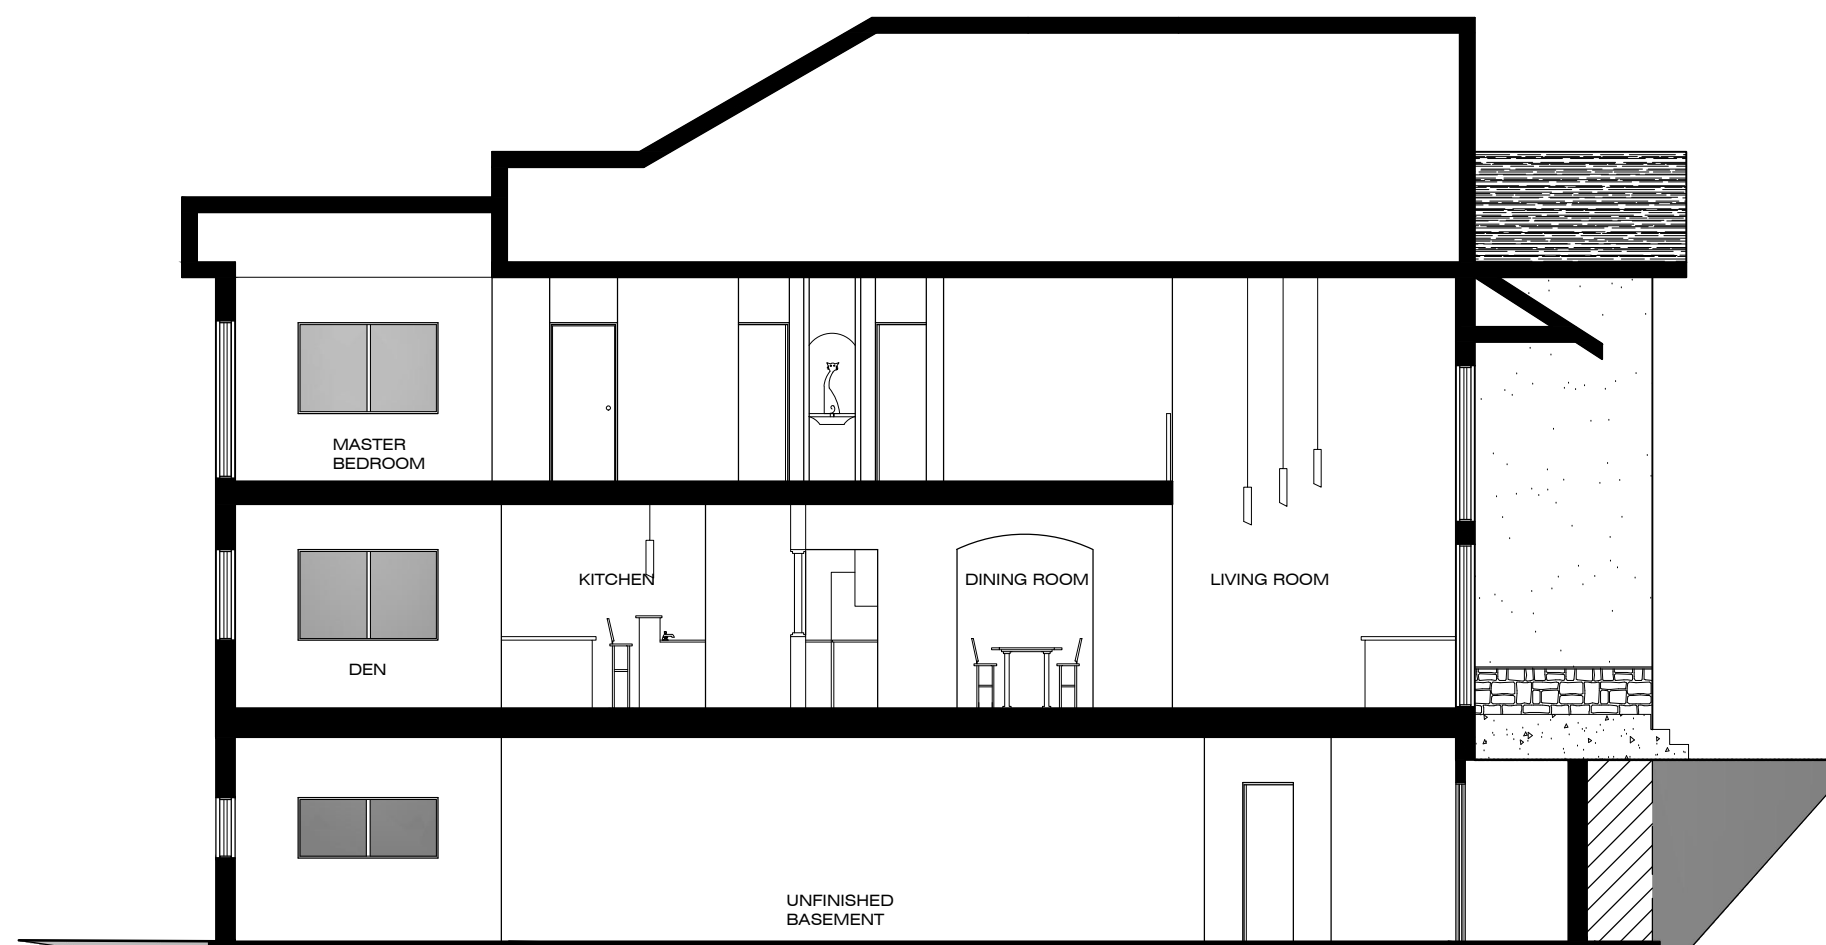 MASTER
BEDROOM
KITCHEN
DINING ROOM
LIVING ROOM
DEN
UNFINISHED
BASEMENT